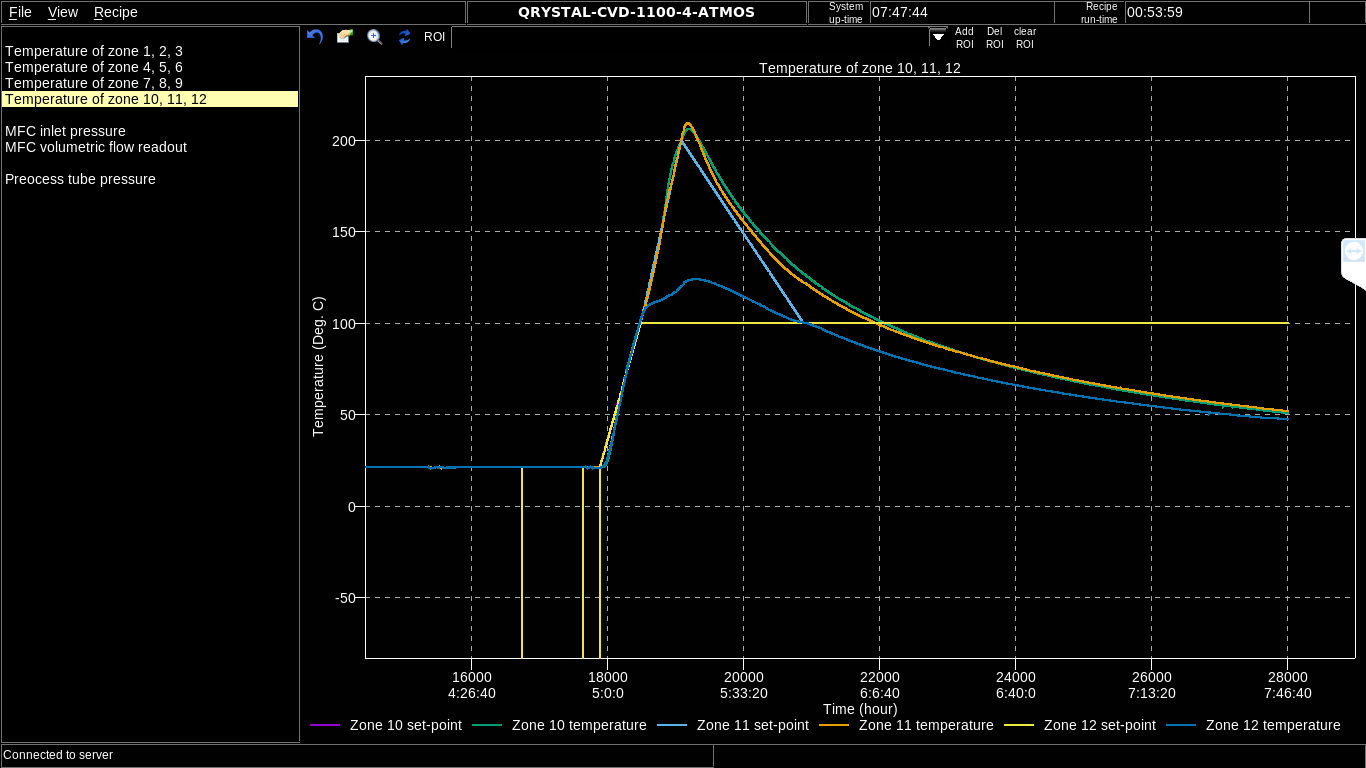 File View Recipe
QRYSTAL-CVD-1100-4-ATMOS
System up-time 07:47:44
Recipe run-time 00:53:59
Temperature of zone 1, 2, 3
Temperature of zone 4, 5, 6
Temperature of zone 7, 8, 9
Temperature of zone 10, 11, 12
MFC inlet pressure
MFC volumetric flow readout
Preocess tube pressure
ROI
Add ROI
Del ROI
clear ROI
Temperature of zone 10, 11, 12
Temperature (Deg. C)
200
150
100
50
0
-50
16000 18000 20000 22000 24000 26000 28000
4:26:40 5:0:0 5:33:20 6:6:40 6:40:0 7:13:20 7:46:40
Time (hour)
Zone 10 set-point Zone 10 temperature Zone 11 set-point Zone 11 temperature Zone 12 set-point Zone 12 temperature
Connected to server